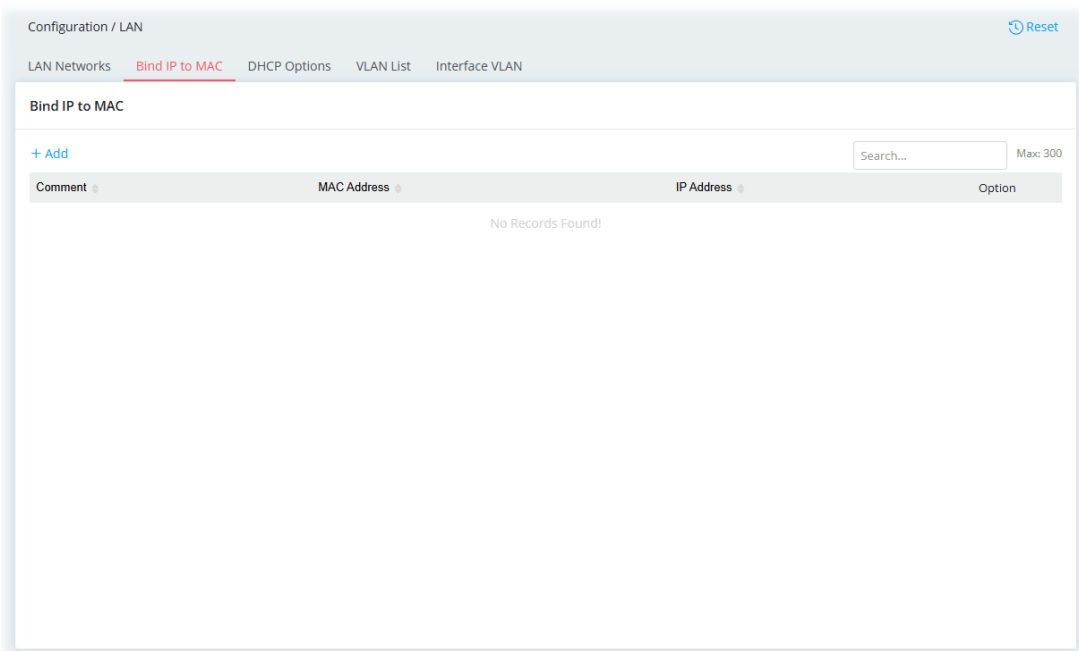 Configuration / LAN
Reset
LAN Networks Bind IP to MAC DHCP Options VLAN List Interface VLAN
Bind IP to MAC
+ Add
Search...
Max: 300
Comment MAC Address IP Address Option
No Records Found!